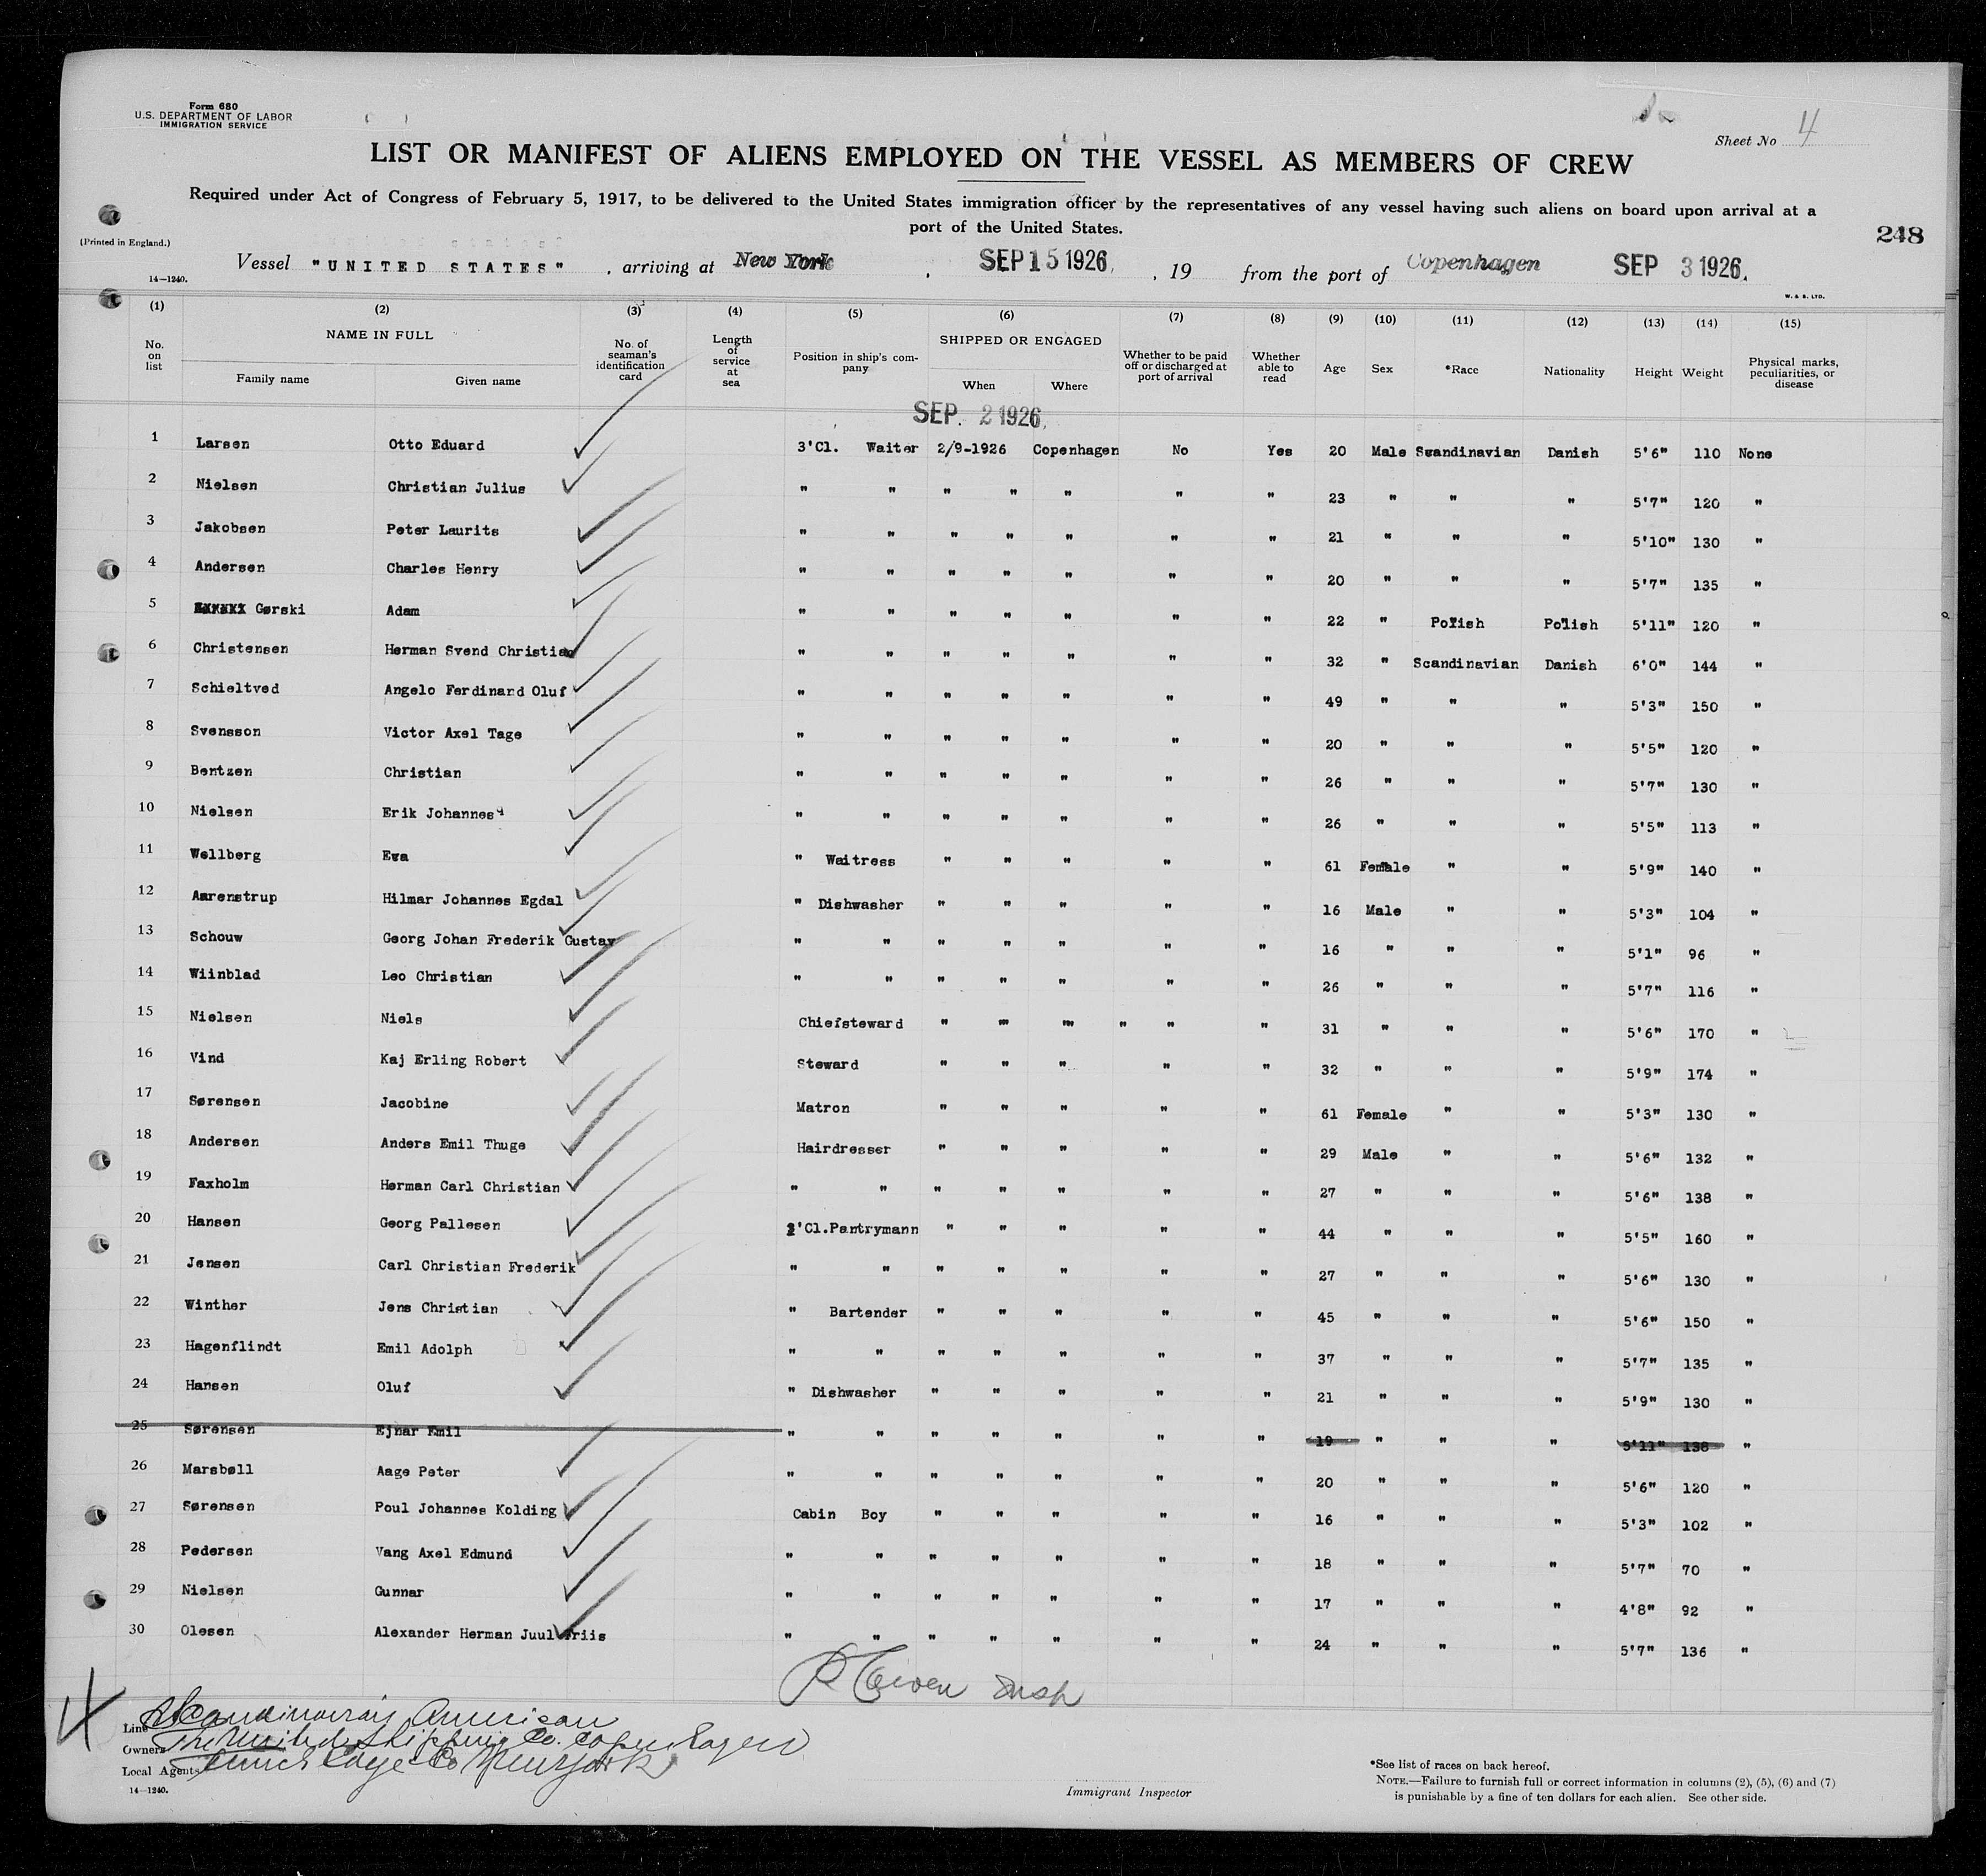 Form 680
U.S. DEPARTMENT OF LABOR
IMMIGRATION SERVICE
Sheet No 4
LIST OR MANIFEST OF ALIENS EMPLOYED ON THE VESSEL AS MEMBERS OF CREW
Required under Act of Congress of February 5, 1917, to be delivered to the United States immigration officer by the representatives of any vessel having such aliens on board upon arrival at a
port of the United States.
248
(Printed in England.)
Vessel "UNITED STATES" , arriving at New York , SEP 15 1926. , 19 from the port of Copenhagen SEP 3 1926.
14—1240.
W. & S. LTD.
(1) (2) (3) (4) (5) (6) (7) (8) (9) (10) (11) (12) (13) (14) (15)
No. on list NAME IN FULL Family name Given name No. of seaman's identification card Length of service at sea Position in ship's company SHIPPED OR ENGAGED When Where Whether to be paid off or discharged at port of arrival Whether able to read Age Sex *Race Nationality Height Weight Physical marks, peculiarities, or disease
SEP. 2 1926.
1 Larsen Otto Eduard 3'Cl. Waiter 2/9-1926 Copenhagen No Yes 20 Male Scandinavian Danish 5'6" 110 None
2 Nielsen Christian Julius " " " " " " " 23 " " " 5'7" 120 "
3 Jakobsen Peter Laurits " " " " " " " 21 " " " 5'10" 130 "
4 Andersen Charles Henry " " " " " " " 20 " " " 5'7" 135 "
5 Gørski Adam " " " " " " " 22 " Polish Polish 5'11" 120 "
6 Christensen Herman Svend Christian " " " " " " " 32 " Scandinavian Danish 6'0" 144 "
7 Schieltved Angelo Ferdinand Oluf " " " " " " " 49 " " " 5'3" 150 "
8 Svensson Victor Axel Tage " " " " " " " 20 " " " 5'5" 120 "
9 Bentzen Christian " " " " " " " 26 " " " 5'7" 130 "
10 Nielsen Erik Johannes " " " " " " " 26 " " " 5'5" 113 "
11 Wellberg Ewa " Waitress " " " " " 61 Female " " 5'9" 140 "
12 Aarenstrup Hilmar Johannes Egdal " Dishwasher " " " " " 16 Male " " 5'3" 104 "
13 Schouw Georg Johan Frederik Gustav " " " " " " " 16 " " " 5'1" 96 "
14 Wiinblad Leo Christian " " " " " " " 26 " " " 5'7" 116 "
15 Nielsen Niels Chiefsteward " " " " " " 31 " " " 5'6" 170 "
16 Vind Kaj Erling Robert Steward " " " " " 32 " " " 5'9" 174 "
17 Sørensen Jacobine Matron " " " " " 61 Female " " 5'3" 130 "
18 Andersen Anders Emil Thuge Hairdresser " " " " " 29 Male " " 5'6" 132 "
19 Faxholm Herman Carl Christian " " " " " " " 27 " " " 5'6" 138 "
20 Hansen Georg Pallesen 2'Cl.Pantrymann " " " " " 44 " " " 5'5" 160 "
21 Jensen Carl Christian Frederik " " " " " " " 27 " " " 5'6" 130 "
22 Winther Jens Christian " Bartender " " " " " 45 " " " 5'6" 150 "
23 Hagenflindt Emil Adolph " " " " " " " 37 " " " 5'7" 135 "
24 Hansen Oluf " Dishwasher " " " " " 21 " " " 5'9" 130 "
25 Sørensen Ejnar Emil " " " " " " " 19 " " " 5'11" 138 "
26 Marsbøll Aage Peter " " " " " " " 20 " " " 5'6" 120 "
27 Sørensen Poul Johannes Kolding Cabin Boy " " " " " 16 " " " 5'3" 102 "
28 Pedersen Vang Axel Edmund " " " " " " " 18 " " " 5'7" 70 "
29 Nielsen Gunnar " " " " " " " 17 " " " 4'8" 92 "
30 Olesen Alexander Herman Juul Friis " " " " " " " 24 " " " 5'7" 136 "
Line Scandinavian American
Owners The United Shipping Co. Copenhagen
Local Agents New York
14—1240.
Immigrant Inspector
*See list of races on back hereof.
NOTE.—Failure to furnish full or correct information in columns (2), (5), (6) and (7)
is punishable by a fine of ten dollars for each alien. See other side.